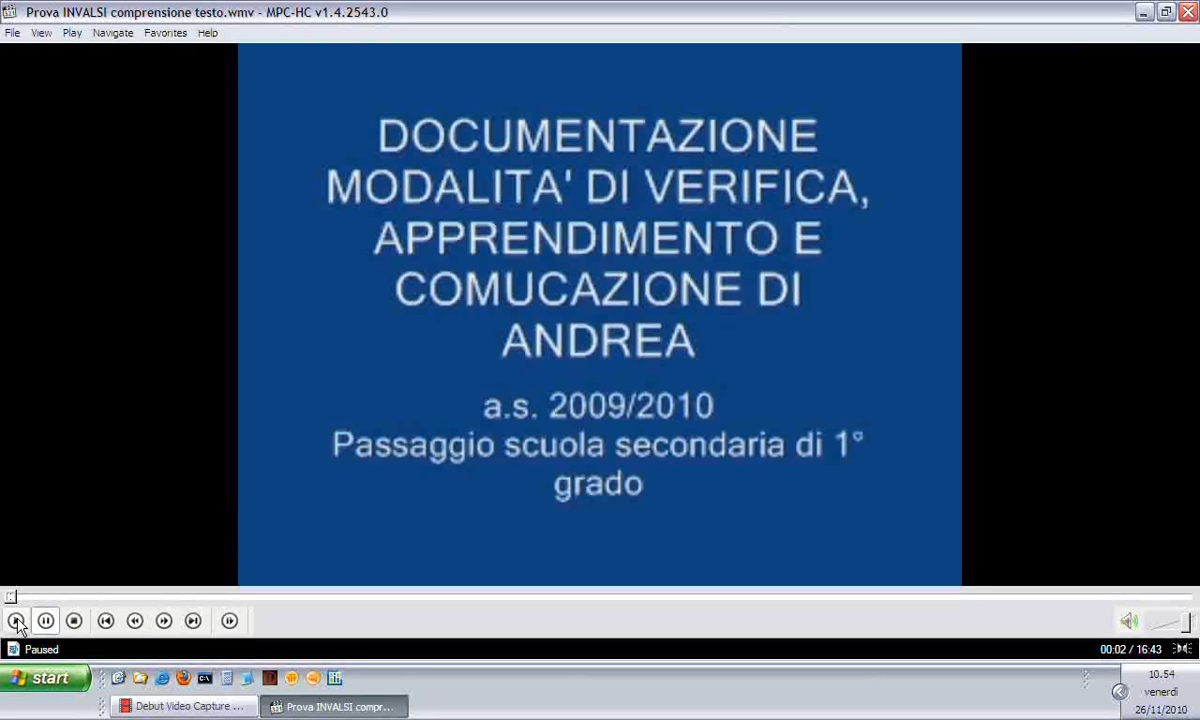 Prova INVALSI comprensione testo.wmv - MPC-HC v1.4.2543.0
File View Play Navigate Favorites Help
DOCUMENTAZIONE
MODALITA' DI VERIFICA,
APPRENDIMENTO E
COMUCAZIONE DI
ANDREA
a.s. 2009/2010
Passaggio scuola secondaria di 1°
grado
Paused
00:02 / 16:43
start
10.54
Debut Video Capture ...
Prova INVALSI compr...
venerdì
26/11/2010